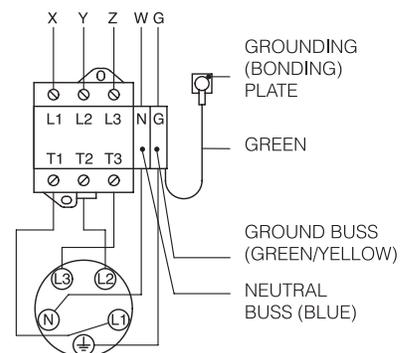 X Y Z W G
GROUNDING
(BONDING)
PLATE
L1 L2 L3 N G
T1 T2 T3
GREEN
GROUND BUSS
(GREEN/YELLOW)
NEUTRAL
BUSS (BLUE)
L3 L2
N L1